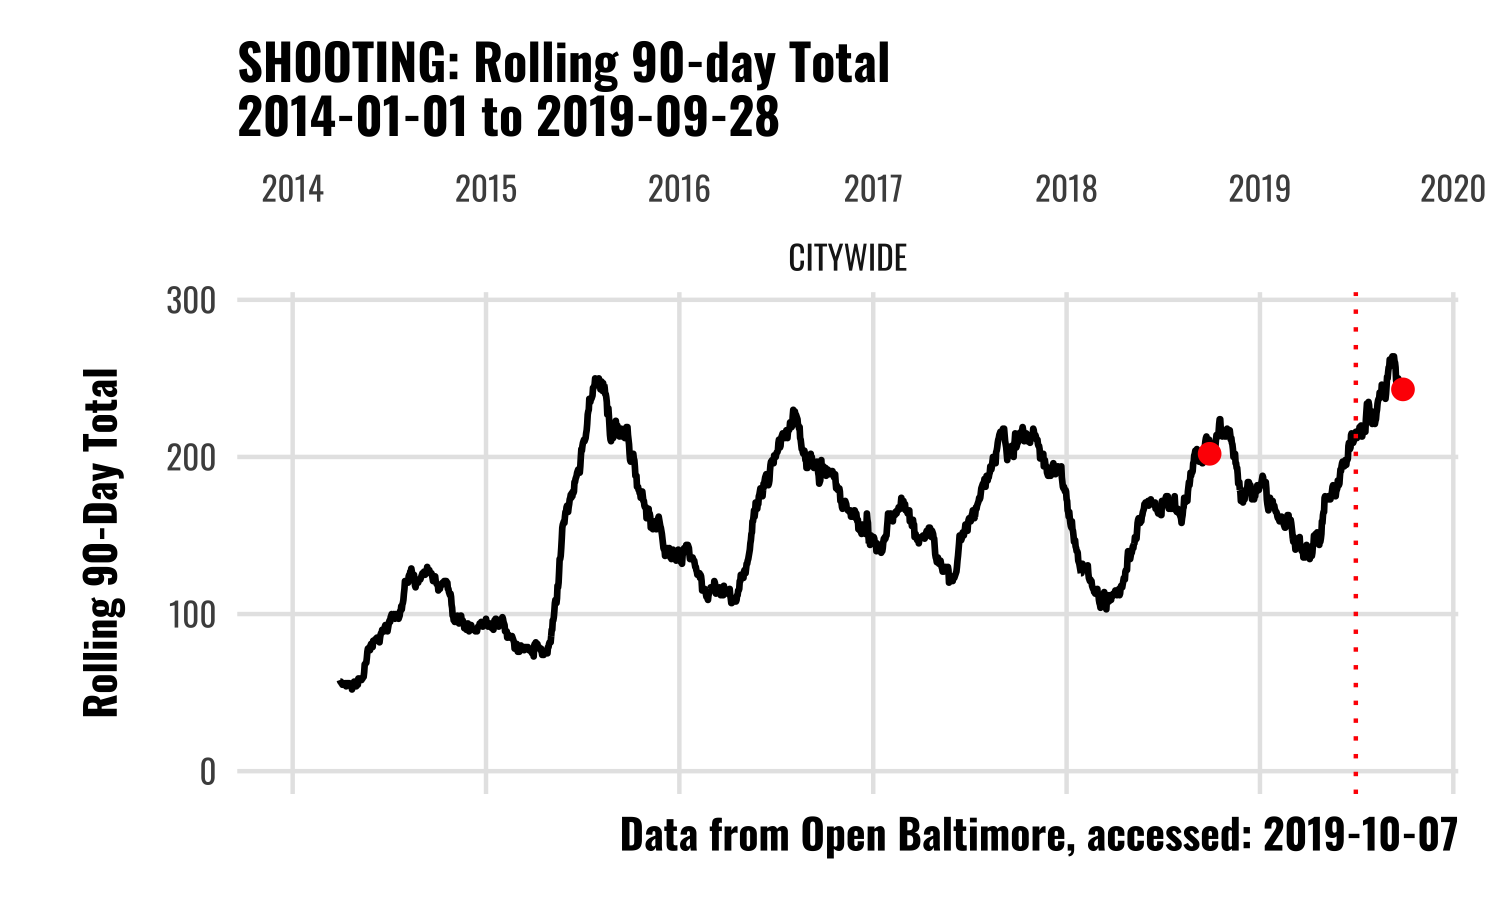 SHOOTING: Rolling 90-day Total
2014-01-01 to 2019-09-28
2014 2015 2016 2017 2018 2019 2020
CITYWIDE
300
200
100
0
Rolling 90-Day Total
Data from Open Baltimore, accessed: 2019-10-07